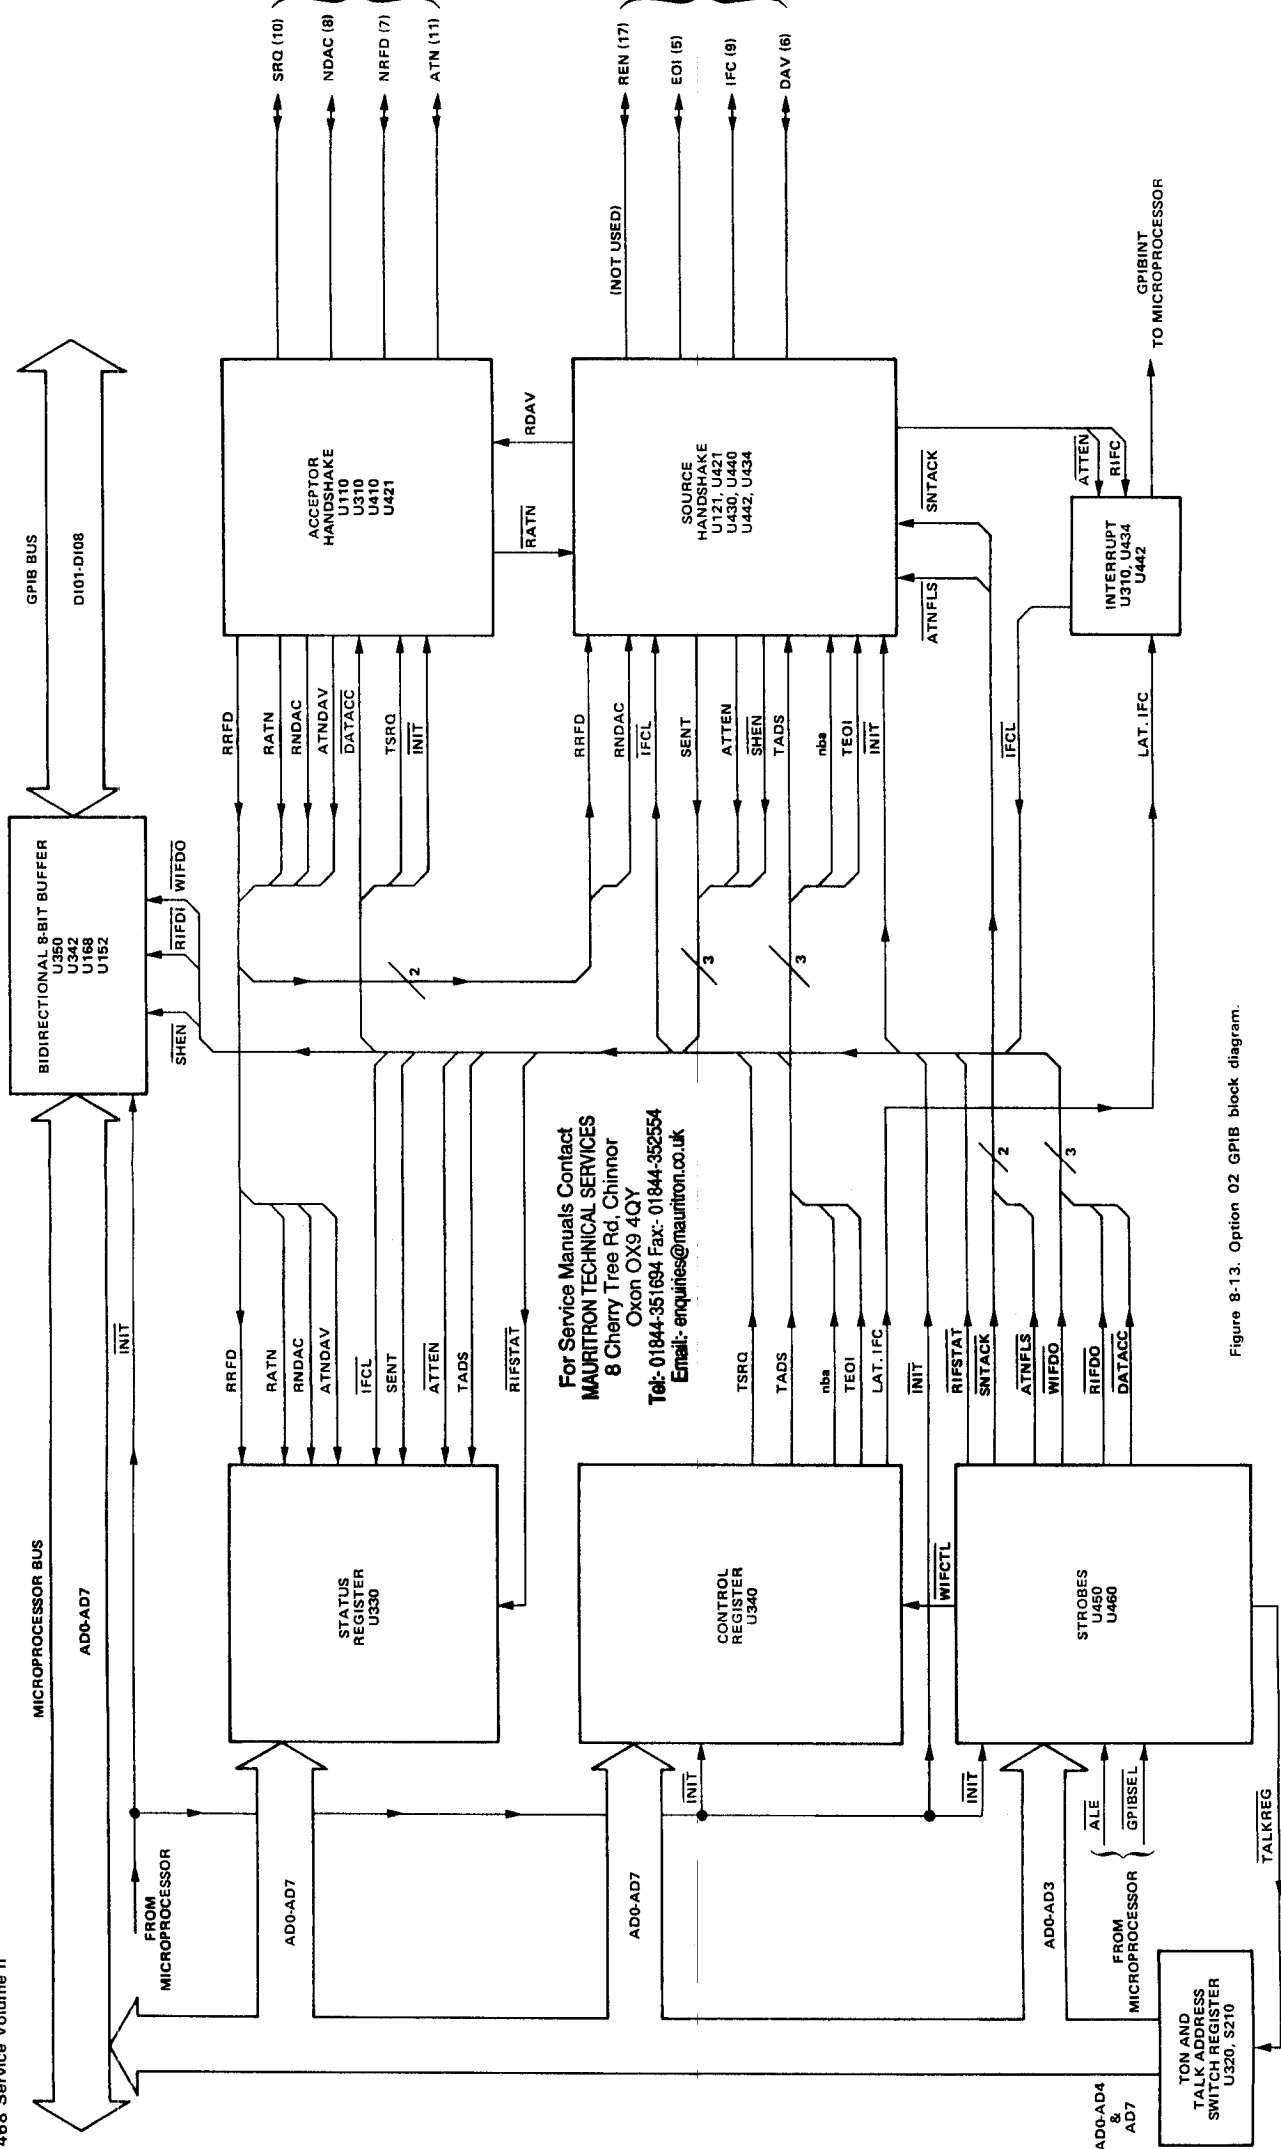 468 Service Volume II
MICROPROCESSOR BUS
AD0-AD7
GPIB BUS
DI01-DI08
BIDIRECTIONAL 8-BIT BUFFER
U350
U342
U168
U152
INIT
SHEN
RIFDI
WIFDO
FROM
MICROPROCESSOR
AD0-AD7
STATUS
REGISTER
U330
RRFD
RATN
RNDAC
ATNDAV
IFCL
SENT
ATTEN
TADS
RIFSTAT
RRFD
RATN
RNDAC
ATNDAV
DATACC
TSRQ
INIT
ACCEPTOR
HANDSHAKE
U110
U310
U410
U421
SRQ (10)
NDAC (8)
NRFD (7)
ATN (11)
RATN
RDAV
2
For Service Manuals Contact
MAURITRON TECHNICAL SERVICES
8 Cherry Tree Rd, Chinnor
Oxon OX9 4QY
Tel:- 01844-351694 Fax:- 01844-352554
Email:- enquiries@mauritron.co.uk
AD0-AD7
INIT
CONTROL
REGISTER
U340
TSRQ
TADS
nba
TEOI
LAT. IFC
INIT
3
3
RRFD
RNDAC
IFCL
SENT
ATTEN
SHEN
TADS
nba
TEOI
INIT
SOURCE
HANDSHAKE
U121, U421
U430, U440
U442, U434
(NOT USED)
REN (17)
EOI (5)
IFC (9)
DAV (6)
WIFCTL
INIT
AD0-AD3
ALE
GPIBSEL
FROM
MICROPROCESSOR
STROBES
U450
U460
RIFSTAT
SNTACK
ATNFLS
WIFDO
RIFDO
DATACC
2
3
ATNFLS
SNTACK
IFCL
LAT. IFC
ATTEN
RIFC
INTERRUPT
U310, U434
U442
GPIBINT
TO MICROPROCESSOR
AD0-AD4
&
AD7
TON AND
TALK ADDRESS
SWITCH REGISTER
U320, S210
TALKREG
Figure 8-13. Option 02 GPIB block diagram.